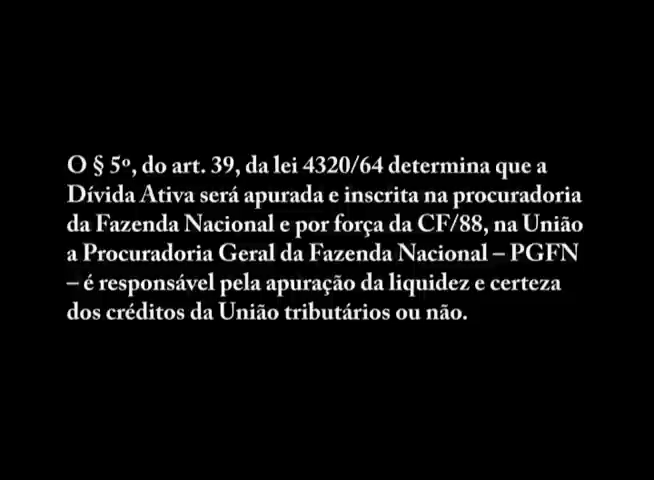 O § 5º, do art. 39, da lei 4320/64 determina que a
Dívida Ativa será apurada e inscrita na procuradoria
da Fazenda Nacional e por força da CF/88, na União
a Procuradoria Geral da Fazenda Nacional – PGFN
– é responsável pela apuração da liquidez e certeza
dos créditos da União tributários ou não.